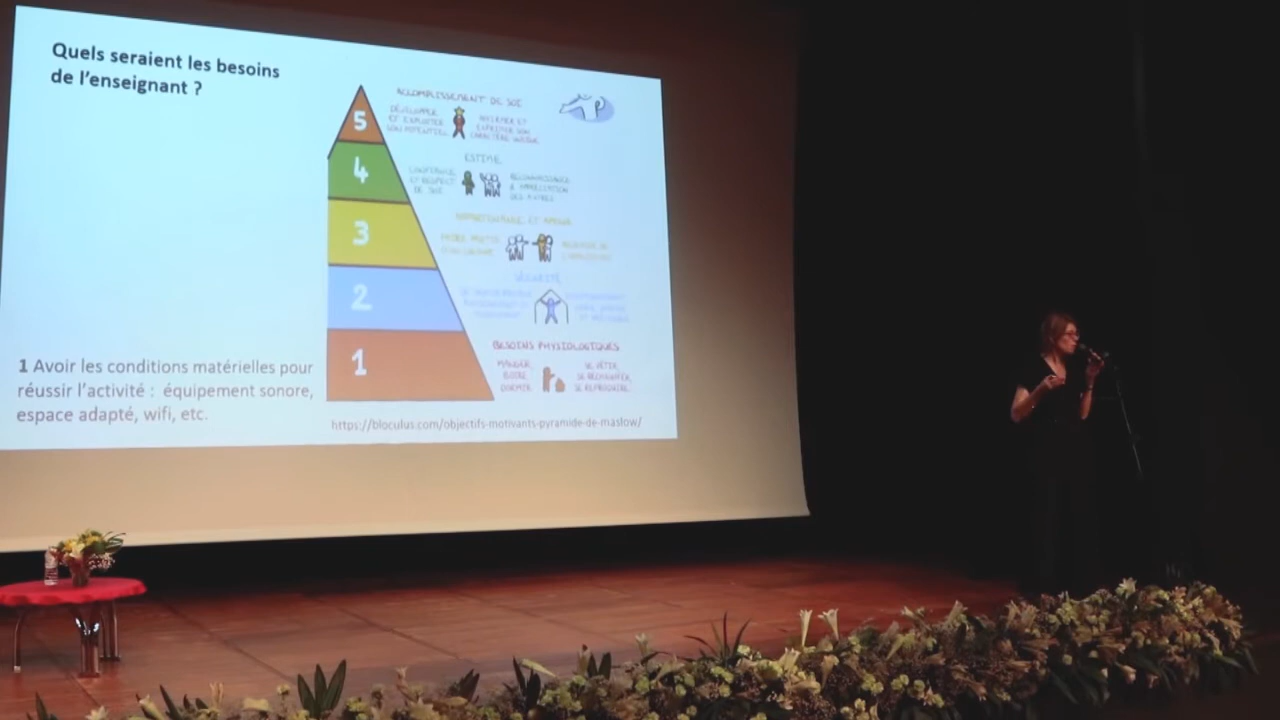 Quels seraient les besoins
de l'enseignant ?
ACCOMPLISSEMENT DE SOI
5
DÉVELOPPER
ET EXPLOITER
SON POTENTIEL
AFFIRMER ET
EXPRIMER SON
CARACTÈRE UNIQUE
4
ESTIME
CONFIANCE
ET RESPECT
DE SOI
RECONNAISSANCE
& APPRÉCIATION
DES AUTRES
3
APPARTENANCE ET AMOUR
2
SÉCURITÉ
1
BESOINS PHYSIOLOGIQUES
MANGER
BOIRE
DORMIR
SE VÊTIR
SE RÉCHAUFFER
SE REPRODUIRE
1 Avoir les conditions matérielles pour
réussir l'activité : équipement sonore,
espace adapté, wifi, etc.
https://bloculus.com/objectifs-motivants-pyramide-de-maslow/